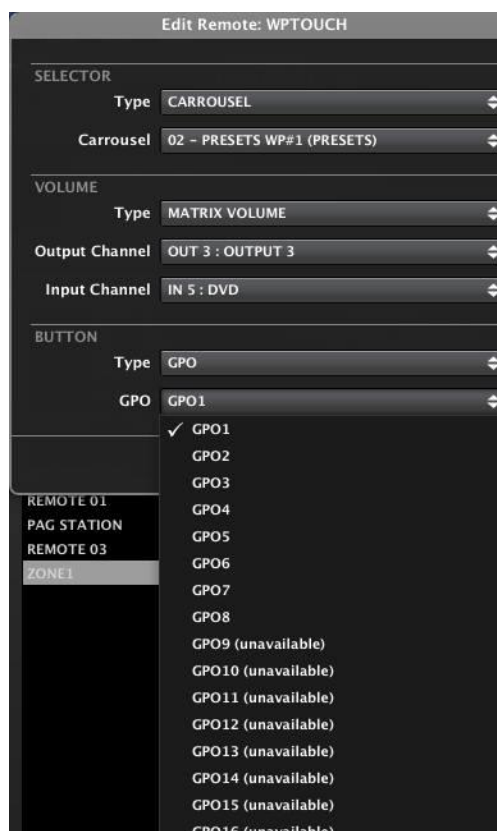 Edit Remote: WPTOUCH
SELECTOR
Type CARROUSEL
Carrousel 02 - PRESETS WP#1 (PRESETS)
VOLUME
Type MATRIX VOLUME
Output Channel OUT 3 : OUTPUT 3
Input Channel IN 5 : DVD
BUTTON
Type GPO
GPO GPO1
✓ GPO1
GPO2
GPO3
GPO4
GPO5
GPO6
GPO7
GPO8
GPO9 (unavailable)
GPO10 (unavailable)
GPO11 (unavailable)
GPO12 (unavailable)
GPO13 (unavailable)
GPO14 (unavailable)
GPO15 (unavailable)
GPO16 (unavailable)
REMOTE 01
PAG STATION
REMOTE 03
ZONE1